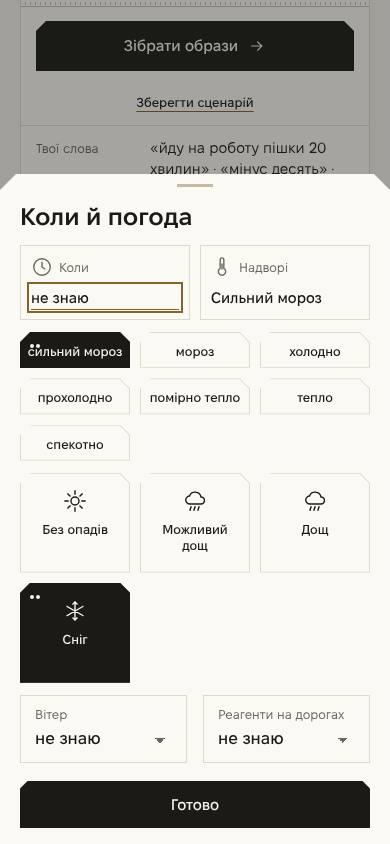 Зібрати образи →
Зберегти сценарій
Твої слова
«йду на роботу пішки 20
хвилин» · «мінус десять» ·
Коли й погода
Коли
не знаю
Надворі
Сильний мороз
сильний мороз
мороз
холодно
прохолодно
помірно тепло
тепло
спекотно
Без опадів
Можливий
дощ
Дощ
Сніг
Вітер
не знаю
Реагенти на дорогах
не знаю
Готово